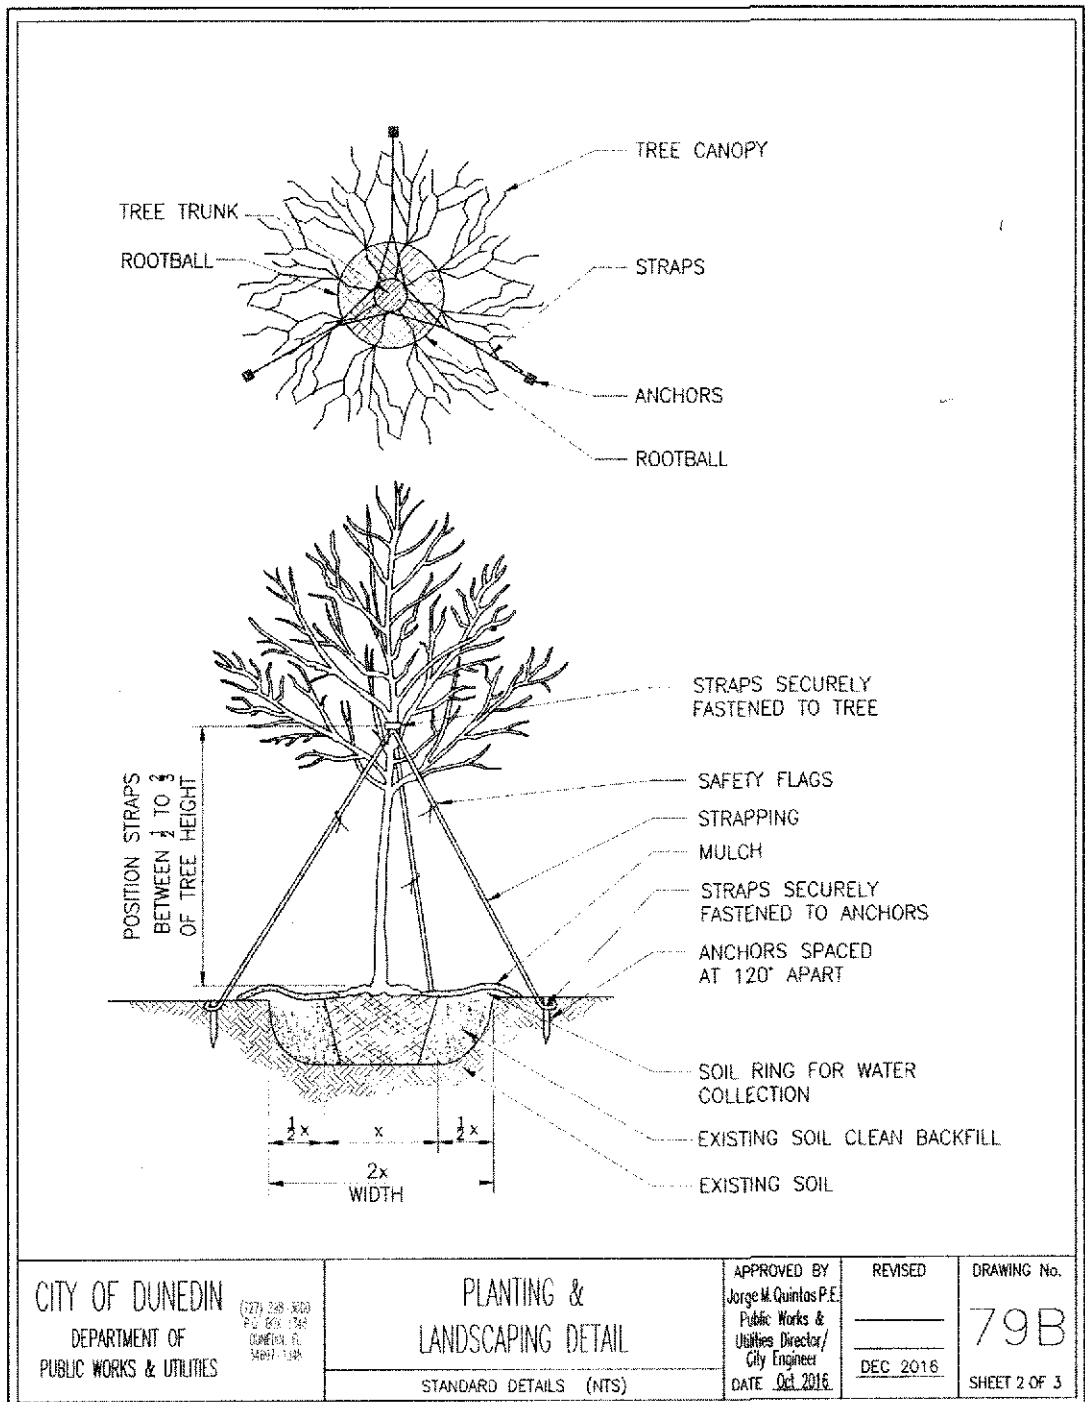 TREE CANOPY
TREE TRUNK
ROOTBALL
STRAPS
ANCHORS
ROOTBALL
STRAPS SECURELY
FASTENED TO TREE
POSITION STRAPS
BETWEEN 1/2 TO 2/3
OF TREE HEIGHT
SAFETY FLAGS
STRAPPING
MULCH
STRAPS SECURELY
FASTENED TO ANCHORS
ANCHORS SPACED
AT 120° APART
SOIL RING FOR WATER
COLLECTION
1/2 x x 1/2 x
EXISTING SOIL CLEAN BACKFILL
2x
WIDTH
EXISTING SOIL
CITY OF DUNEDIN
DEPARTMENT OF
PUBLIC WORKS & UTILITIES
DUNEDIN, FL
PLANTING &
LANDSCAPING DETAIL
STANDARD DETAILS (NTS)
APPROVED BY
Jorge M. Quintas P.E.
Public Works &
Utilities Director/
City Engineer
DATE Oct 2016
REVISED
DEC 2016
DRAWING No.
79B
SHEET 2 OF 3